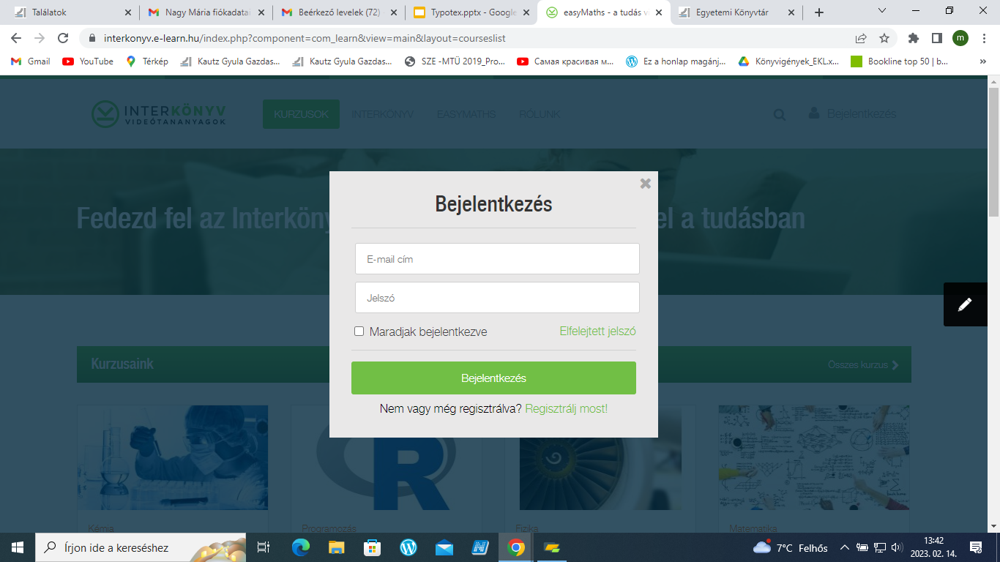 Találatok
Nagy Mária fiókadatai
Beérkező levelek (72)
Typotex.pptx - Google
easyMaths - a tudás v
Egyetemi Könyvtár
interkonyv.e-learn.hu/index.php?component=com_learn&view=main&layout=courseslist
m
Gmail
YouTube
Térkép
Kautz Gyula Gazdas...
Kautz Gyula Gazdas...
SZE -MTÜ 2019_Pro...
Самая красивая м...
Ez a honlap magánj...
Könyvigények_EKL.x...
Bookline top 50 | b...
INTERKÖNYV
VIDEÓTANANYAGOK
KURZUSOK
INTERKÖNYV
EASYMATHS
RÓLUNK
Bejelentkezés
Fedezd fel az Interköny
el a tudásban
Bejelentkezés
E-mail cím
Jelszó
Maradjak bejelentkezve
Elfelejtett jelszó
Bejelentkezés
Nem vagy még regisztrálva? Regisztrálj most!
Kurzusaink
Összes kurzus
R
Kémia
Programozás
Fizika
Matematika
Írjon ide a kereséshez
7°C Felhős
13:42
2023. 02. 14.